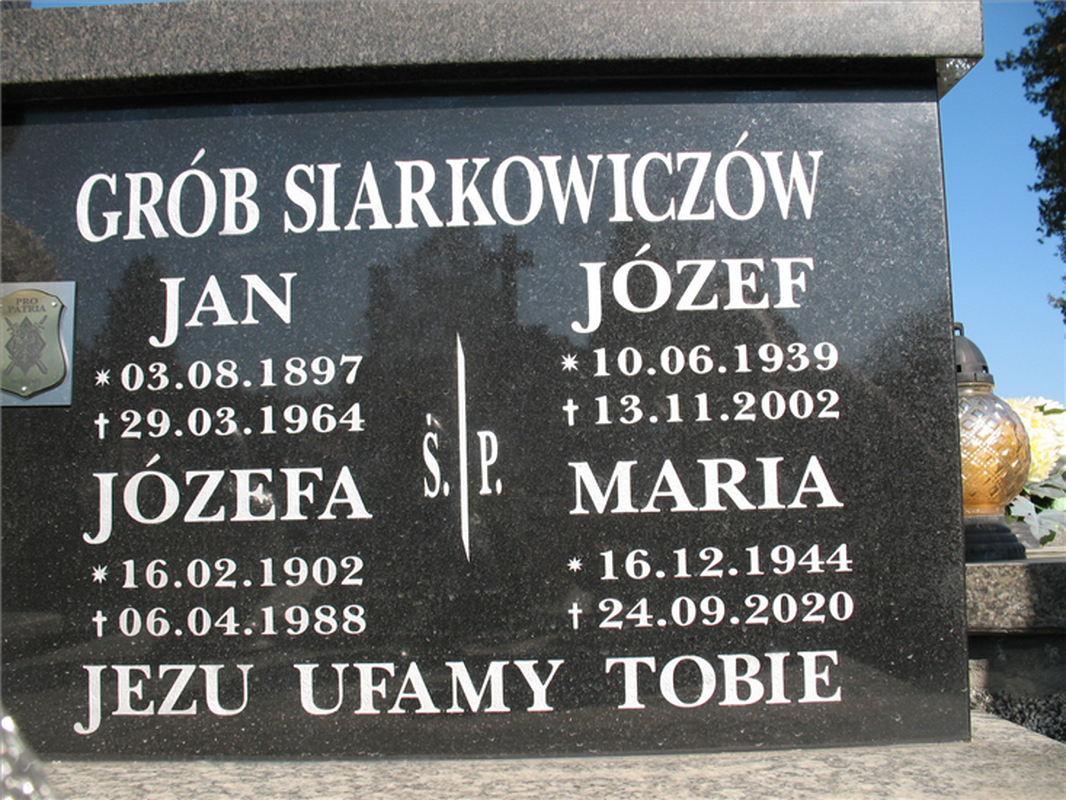 GRÓB SIARKOWICZÓW
PRO
PATRIA
JAN
*03.08.1897
†29.03.1964
JÓZEFA
*16.02.1902
†06.04.1988
Ś. P.
JÓZEF
*10.06.1939
†13.11.2002
MARIA
*16.12.1944
†24.09.2020
JEZU UFAMY TOBIE